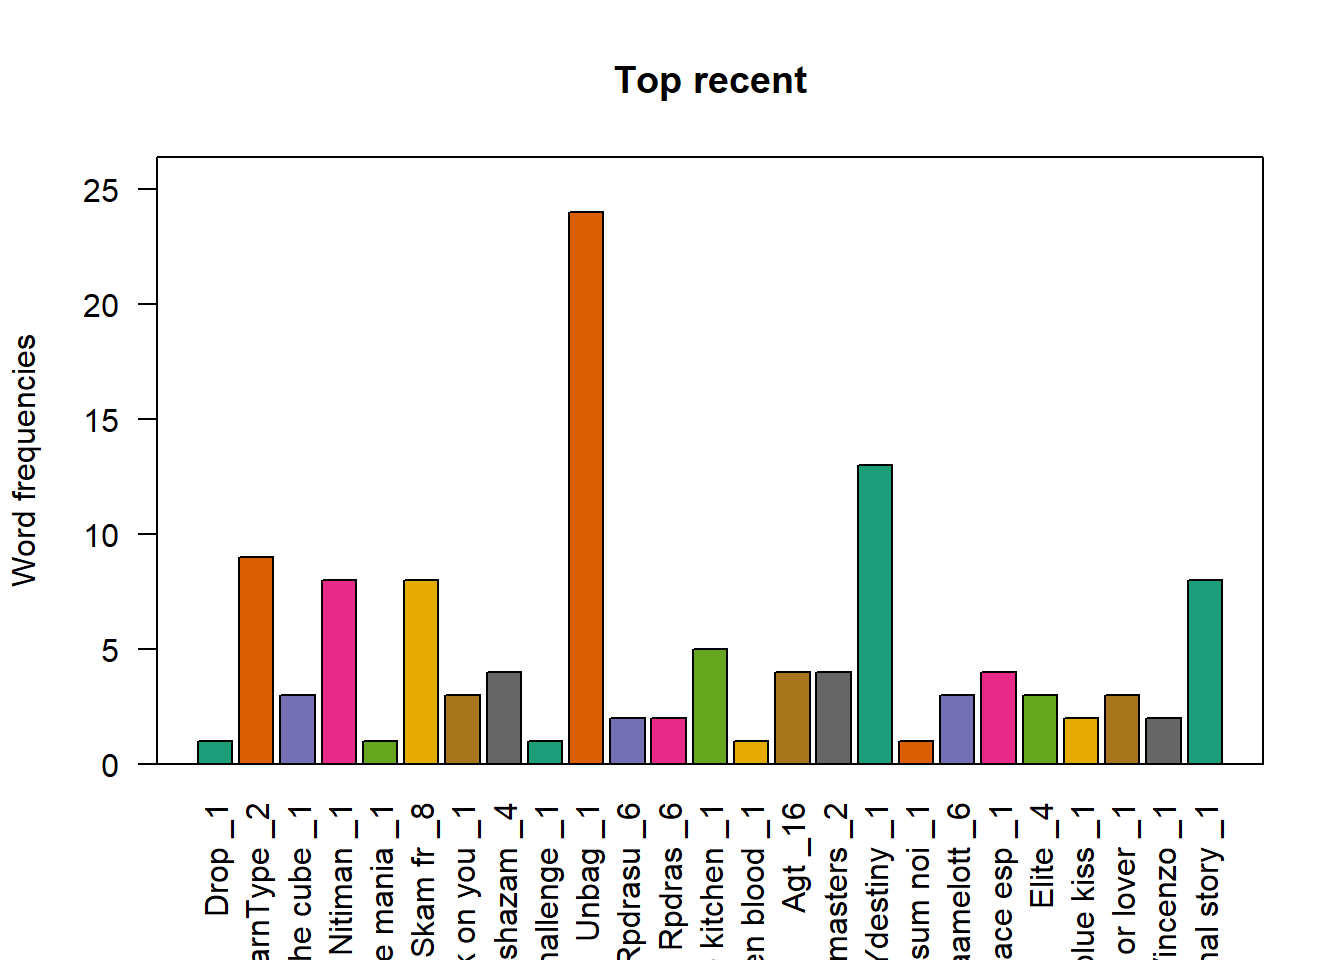 Top recent
Word frequencies
25
20
15
10
5
0
Drop _1
arnType _2
he cube _1
Nitiman _1
e mania _1
Skam fr _8
k on you _1
shazam _4
hallenge _1
Unbag _1
Rpdrasu _6
Rpdras _6
kitchen _1
en blood _1
Agt _16
masters _2
Ydestiny _1
sum noi _1
aamelott _6
ace esp _1
Elite _4
blue kiss _1
or lover _1
Vincenzo _1
nal story _1